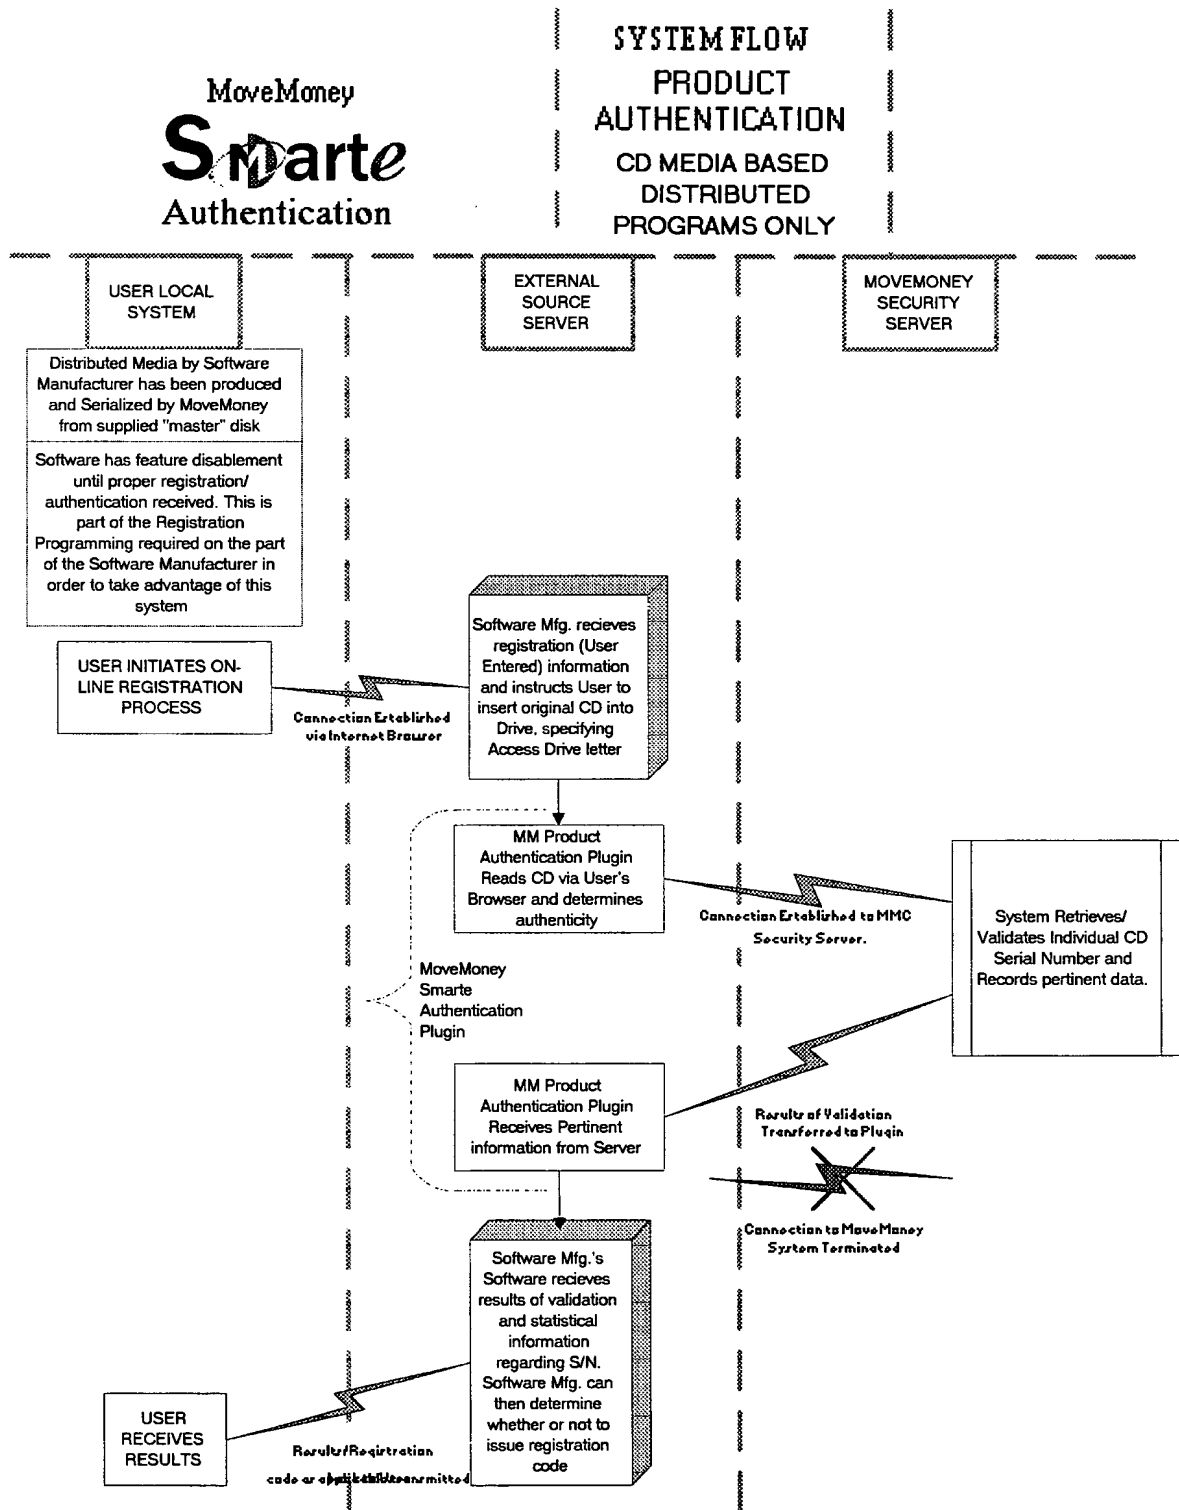 SYSTEM FLOW
PRODUCT
AUTHENTICATION
CD MEDIA BASED
DISTRIBUTED
PROGRAMS ONLY
MoveMoney
Smarte
Authentication
USER LOCAL
SYSTEM
EXTERNAL
SOURCE
SERVER
MOVEMONEY
SECURITY
SERVER
Distributed Media by Software
Manufacturer has been produced
and Serialized by MoveMoney
from supplied "master" disk
Software has feature disablement
until proper registration/
authentication received. This is
part of the Registration
Programming required on the part
of the Software Manufacturer in
order to take advantage of this
system
USER INITIATES ON-
LINE REGISTRATION
PROCESS
Connection Established
via Internet Browser
Software Mfg. recieves
registration (User
Entered) information
and instructs User to
insert original CD into
Drive, specifying
Access Drive letter
MM Product
Authentication Plugin
Reads CD via User's
Browser and determines
authenticity
Connection Established to MMC
Security Server.
System Retrieves/
Validates Individual CD
Serial Number and
Records pertinent data.
MoveMoney
Smarte
Authentication
Plugin
MM Product
Authentication Plugin
Receives Pertinent
information from Server
Results of Validation
Transferred to Plugin
Connection to MoveMoney
System Terminated
Software Mfg.'s
Software recieves
results of validation
and statistical
information
regarding S/N.
Software Mfg. can
then determine
whether or not to
issue registration
code
USER
RECEIVES
RESULTS
Results/Registration
code as